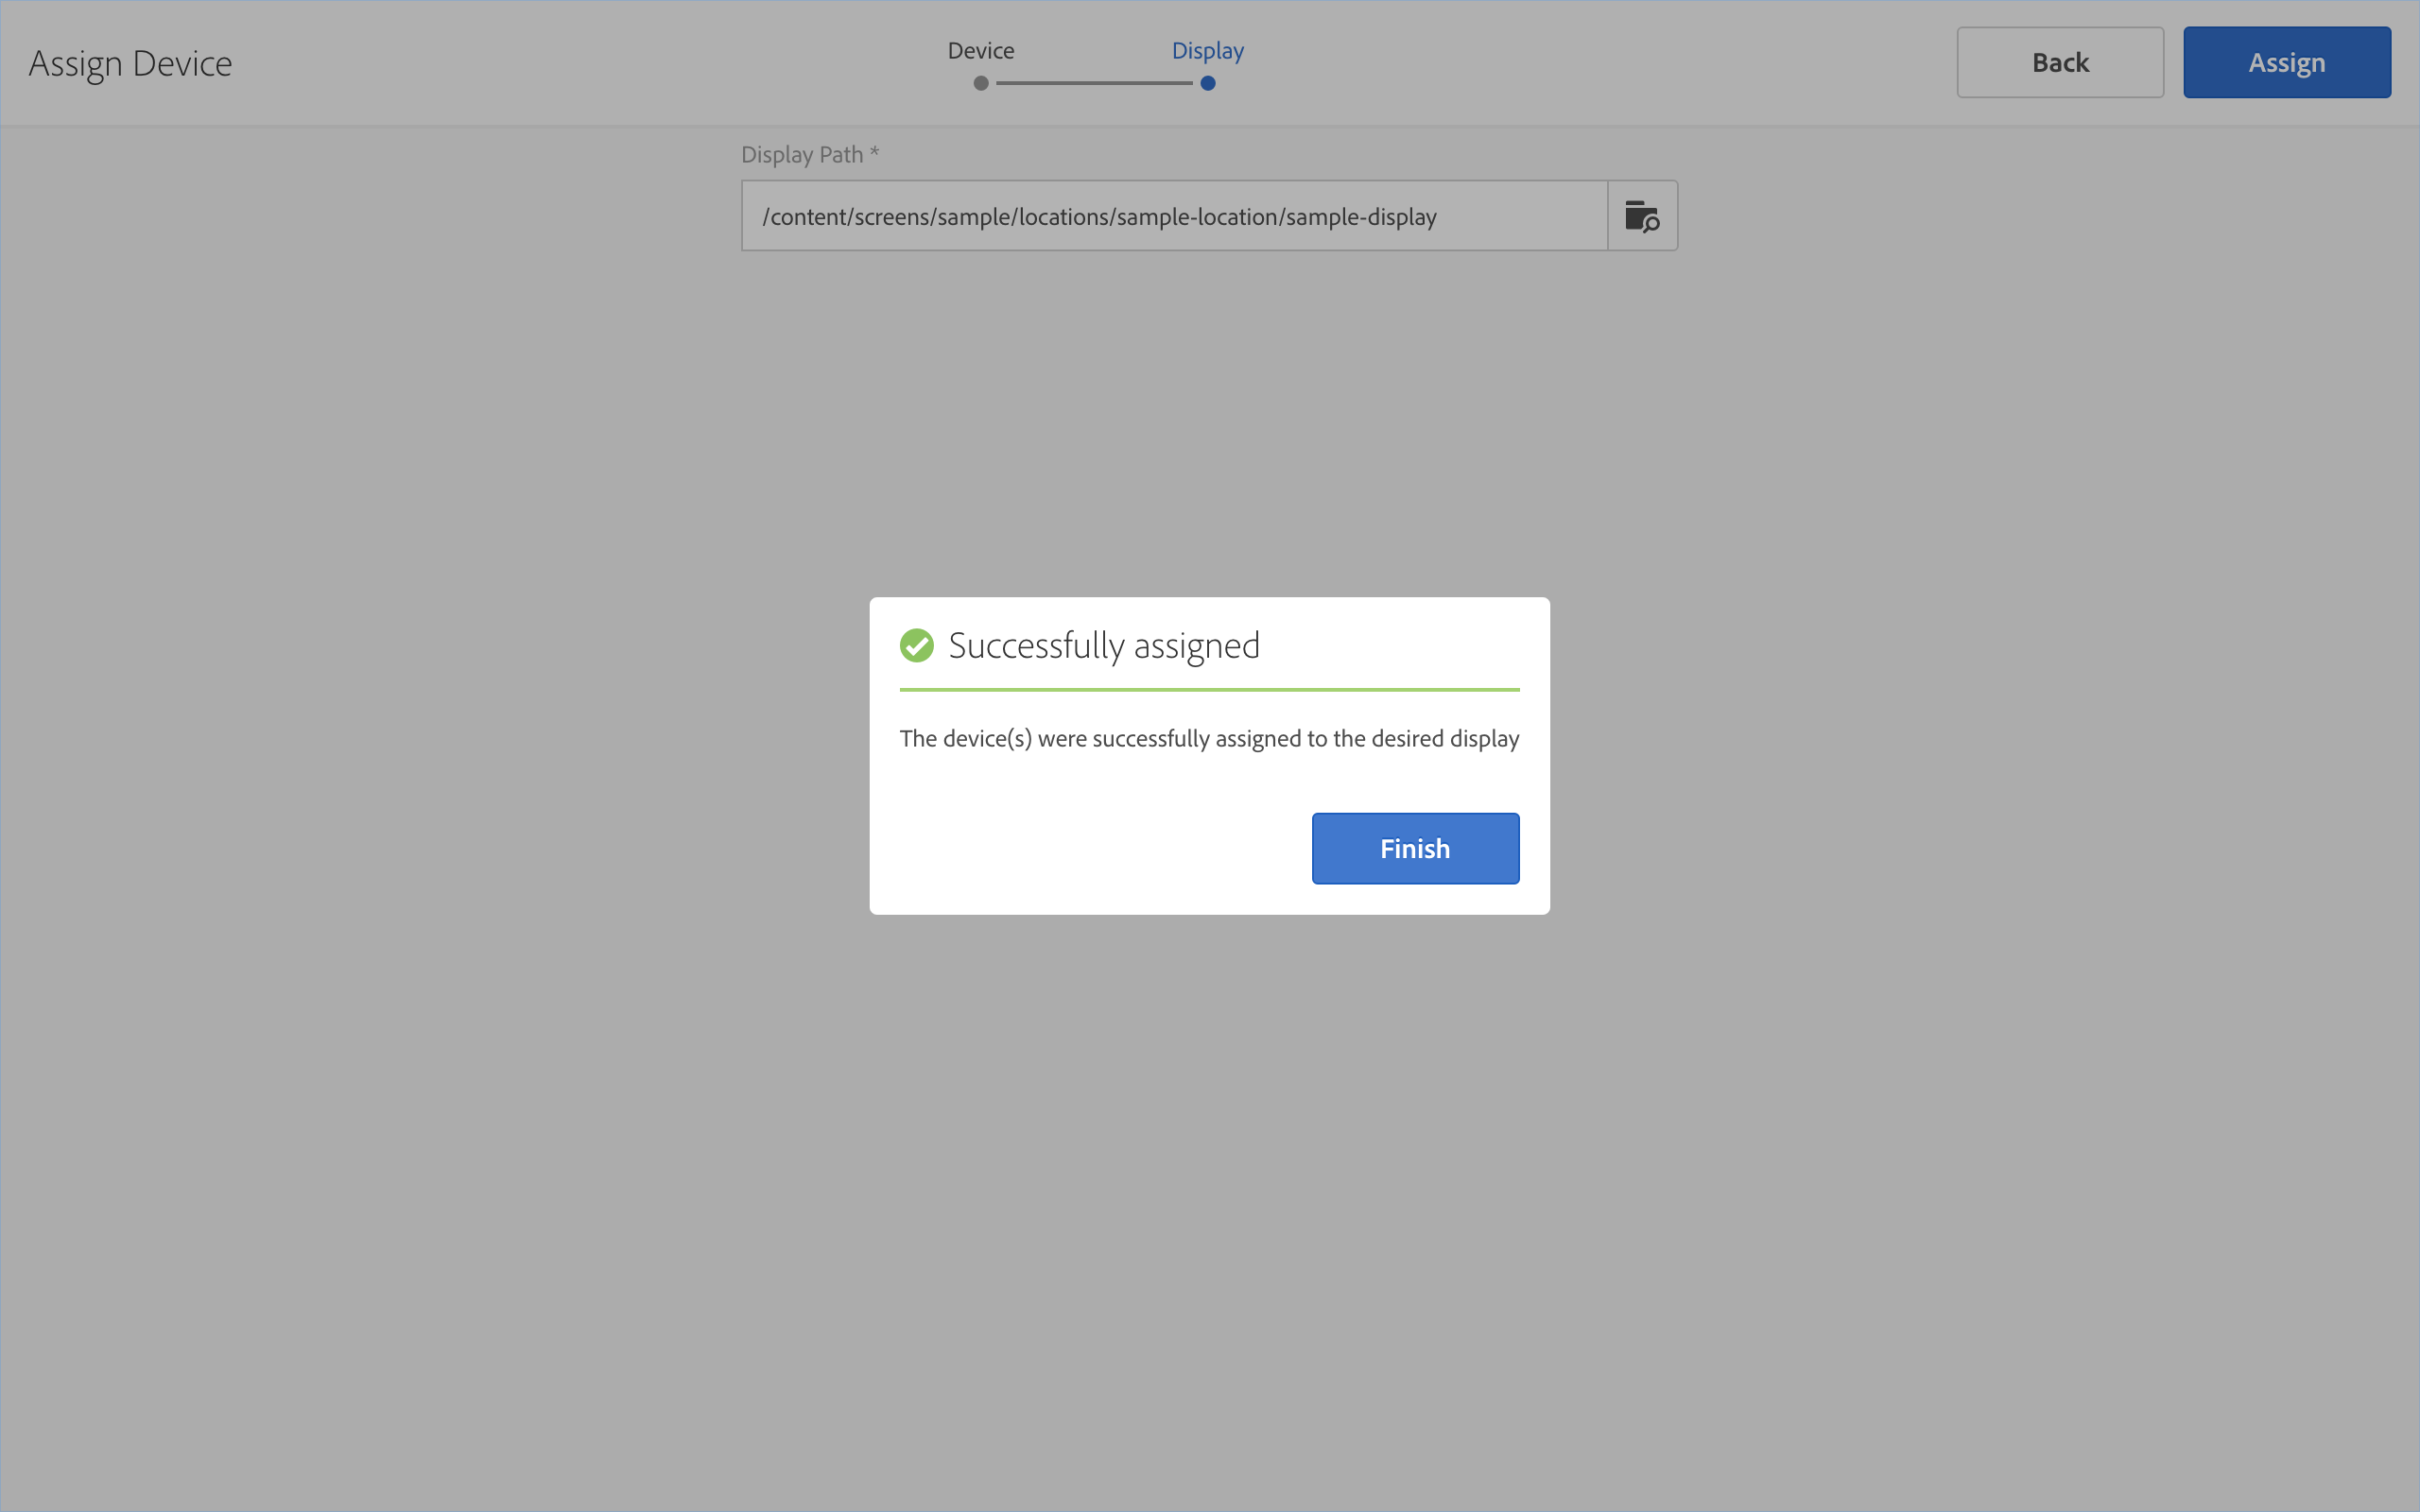 Assign Device
Device
Display
Back
Assign
Display Path *
/content/screens/sample/locations/sample-location/sample-display
Successfully assigned
The device(s) were successfully assigned to the desired display
Finish